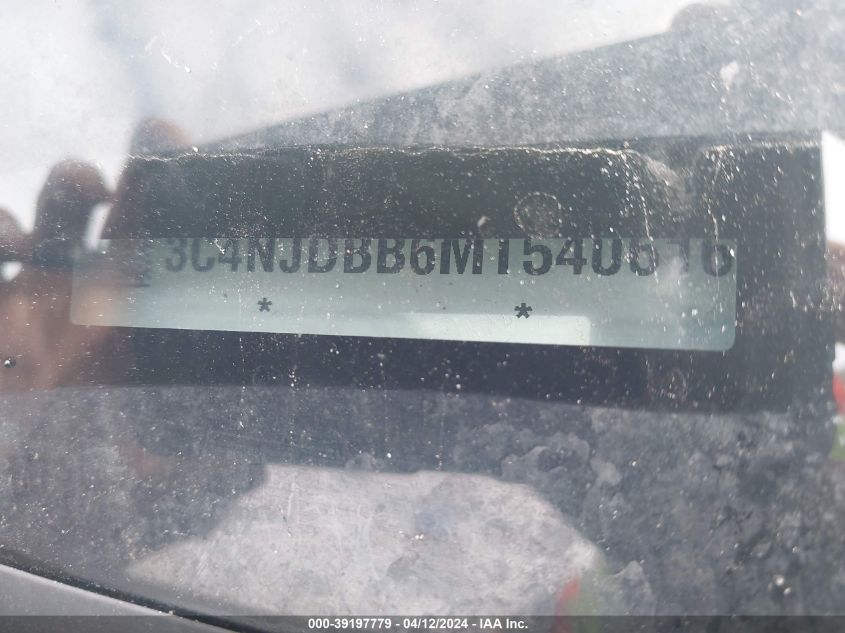 3C4NJDBB6MT540616
* *
000-39197779 - 04/12/2024 - IAA Inc.